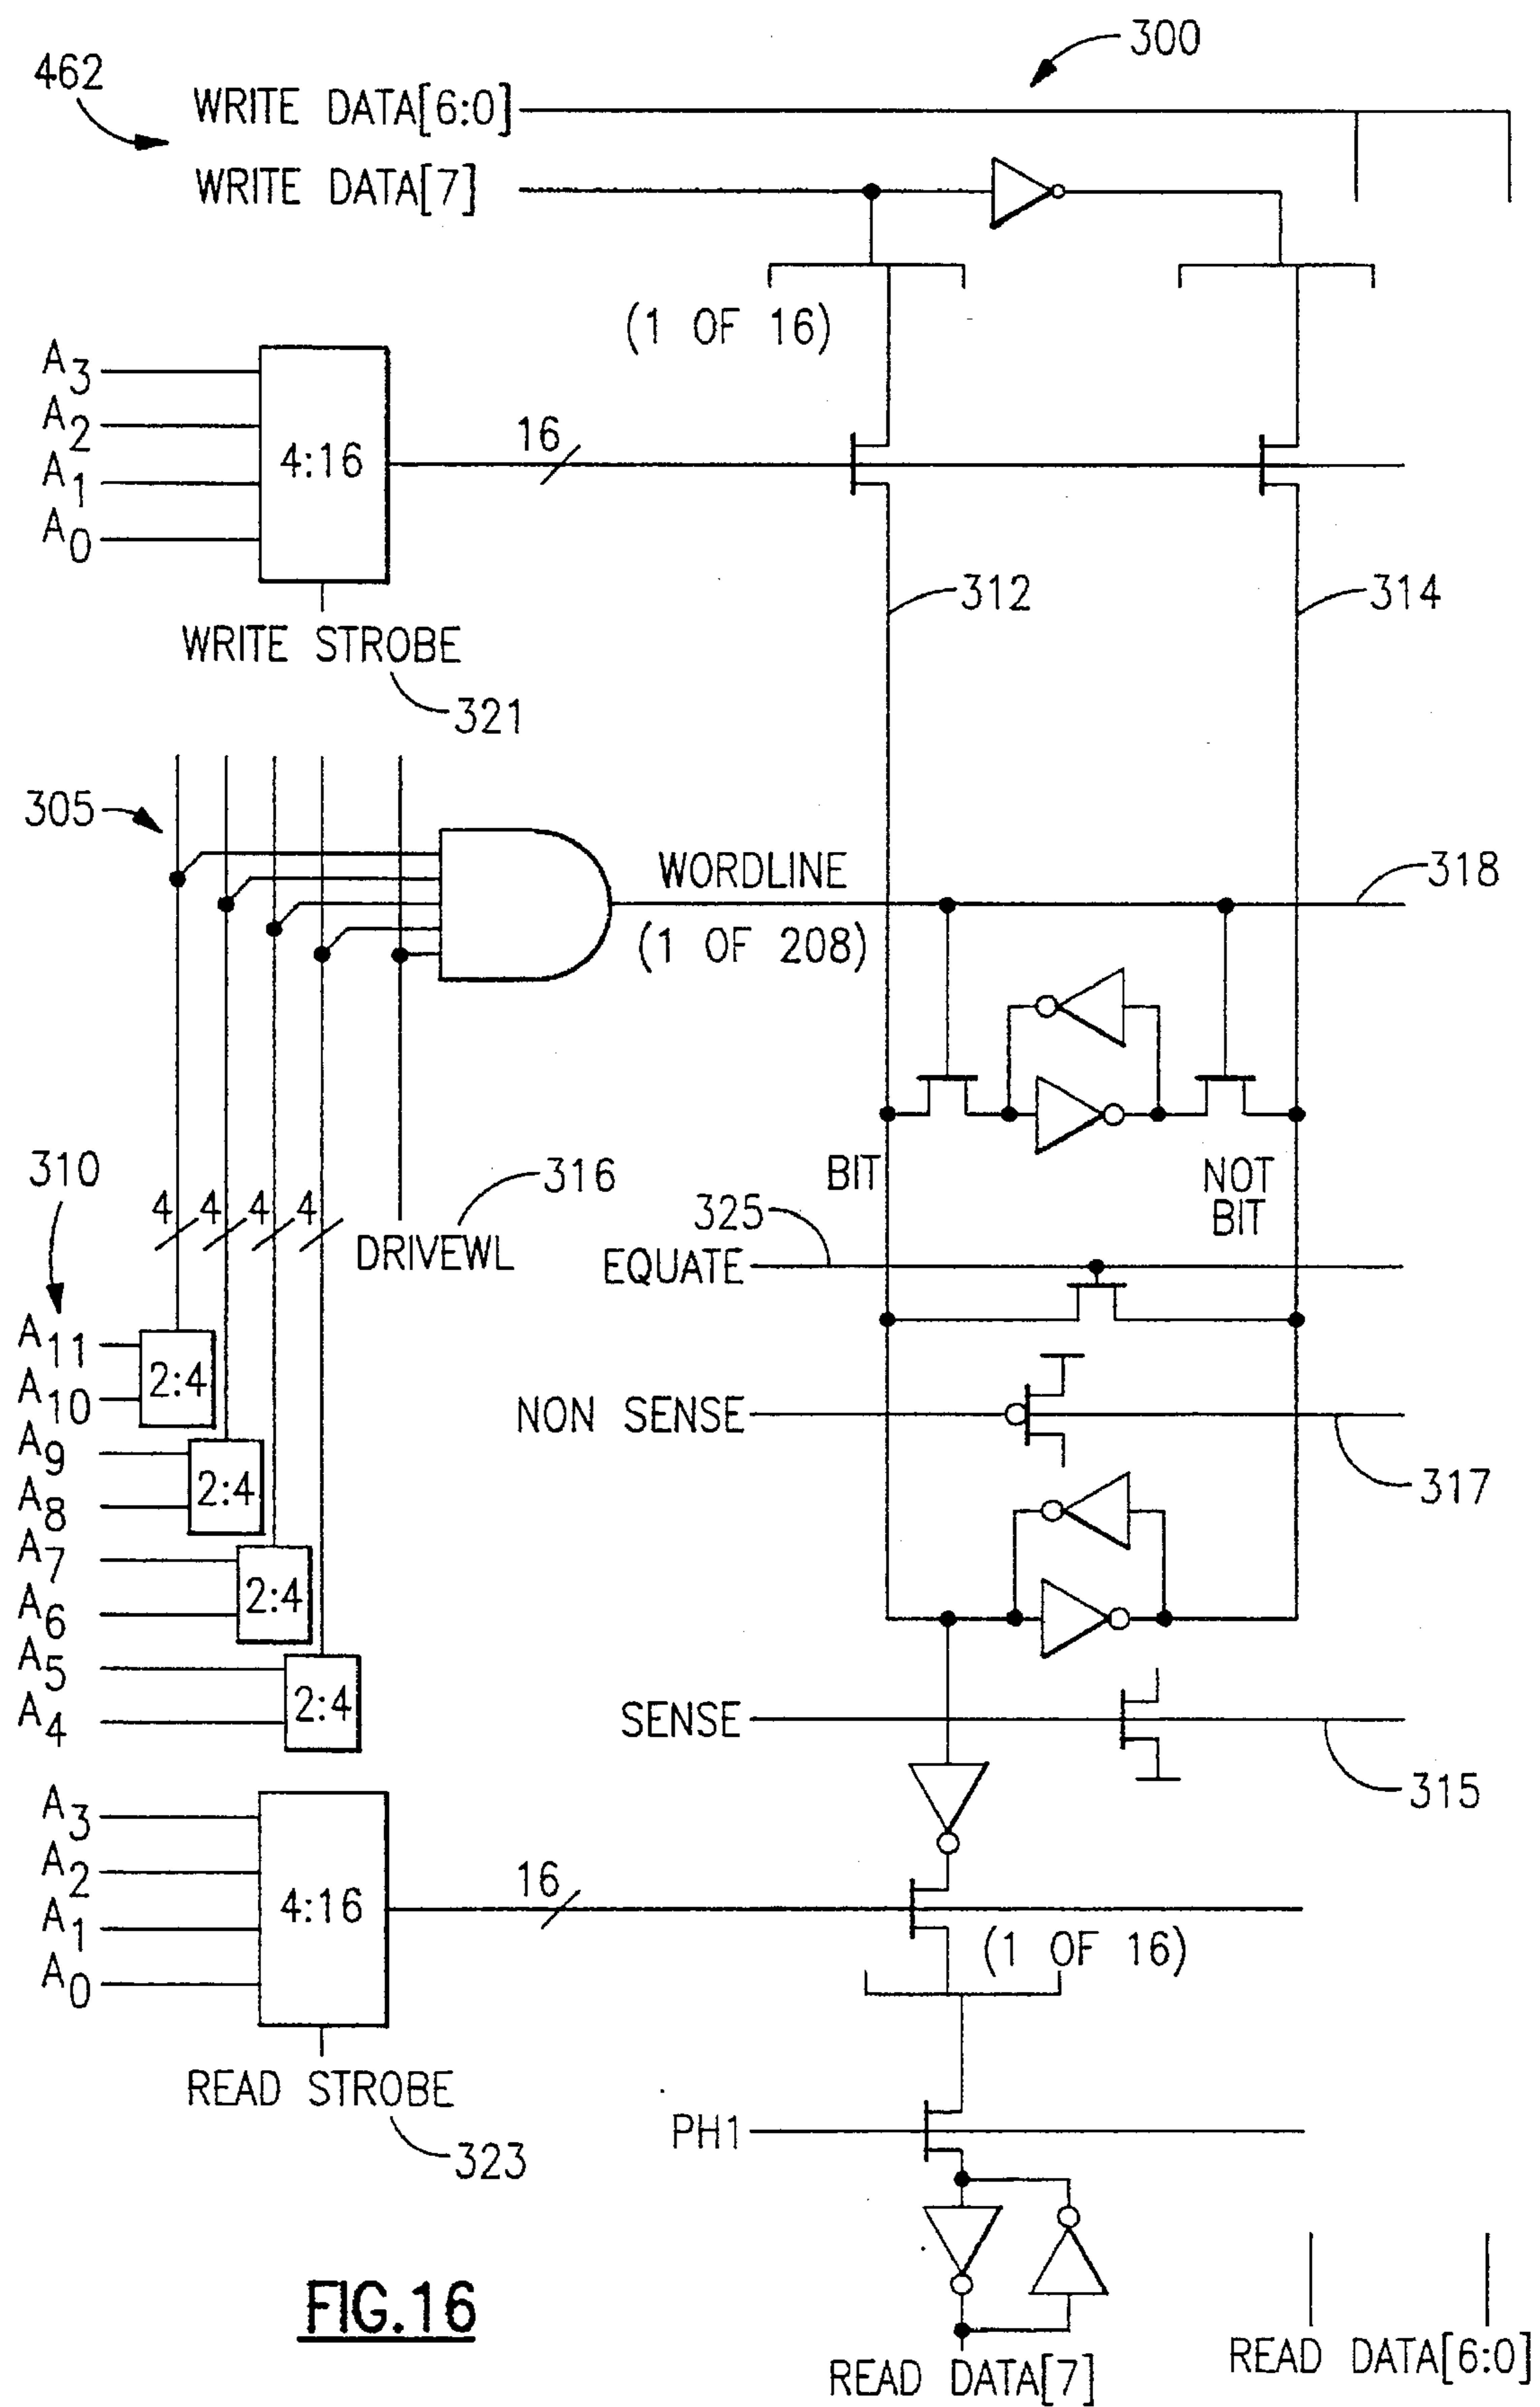 300
462
WRITE DATA[6:0]
WRITE DATA[7]
(1 OF 16)
A3
A2
A1
A0
4:16
16
WRITE STROBE
321
312
314
305
WORDLINE
(1 OF 208)
318
310
4 4 4 4
316
DRIVEWL
BIT
NOT
BIT
325
EQUATE
A11
A10
2:4
NON SENSE
317
A9
A8
2:4
A7
A6
2:4
A5
A4
2:4
SENSE
315
A3
A2
A1
A0
4:16
16
(1 OF 16)
READ STROBE
323
PH1
FIG.16
READ DATA[7]
READ DATA[6:0]